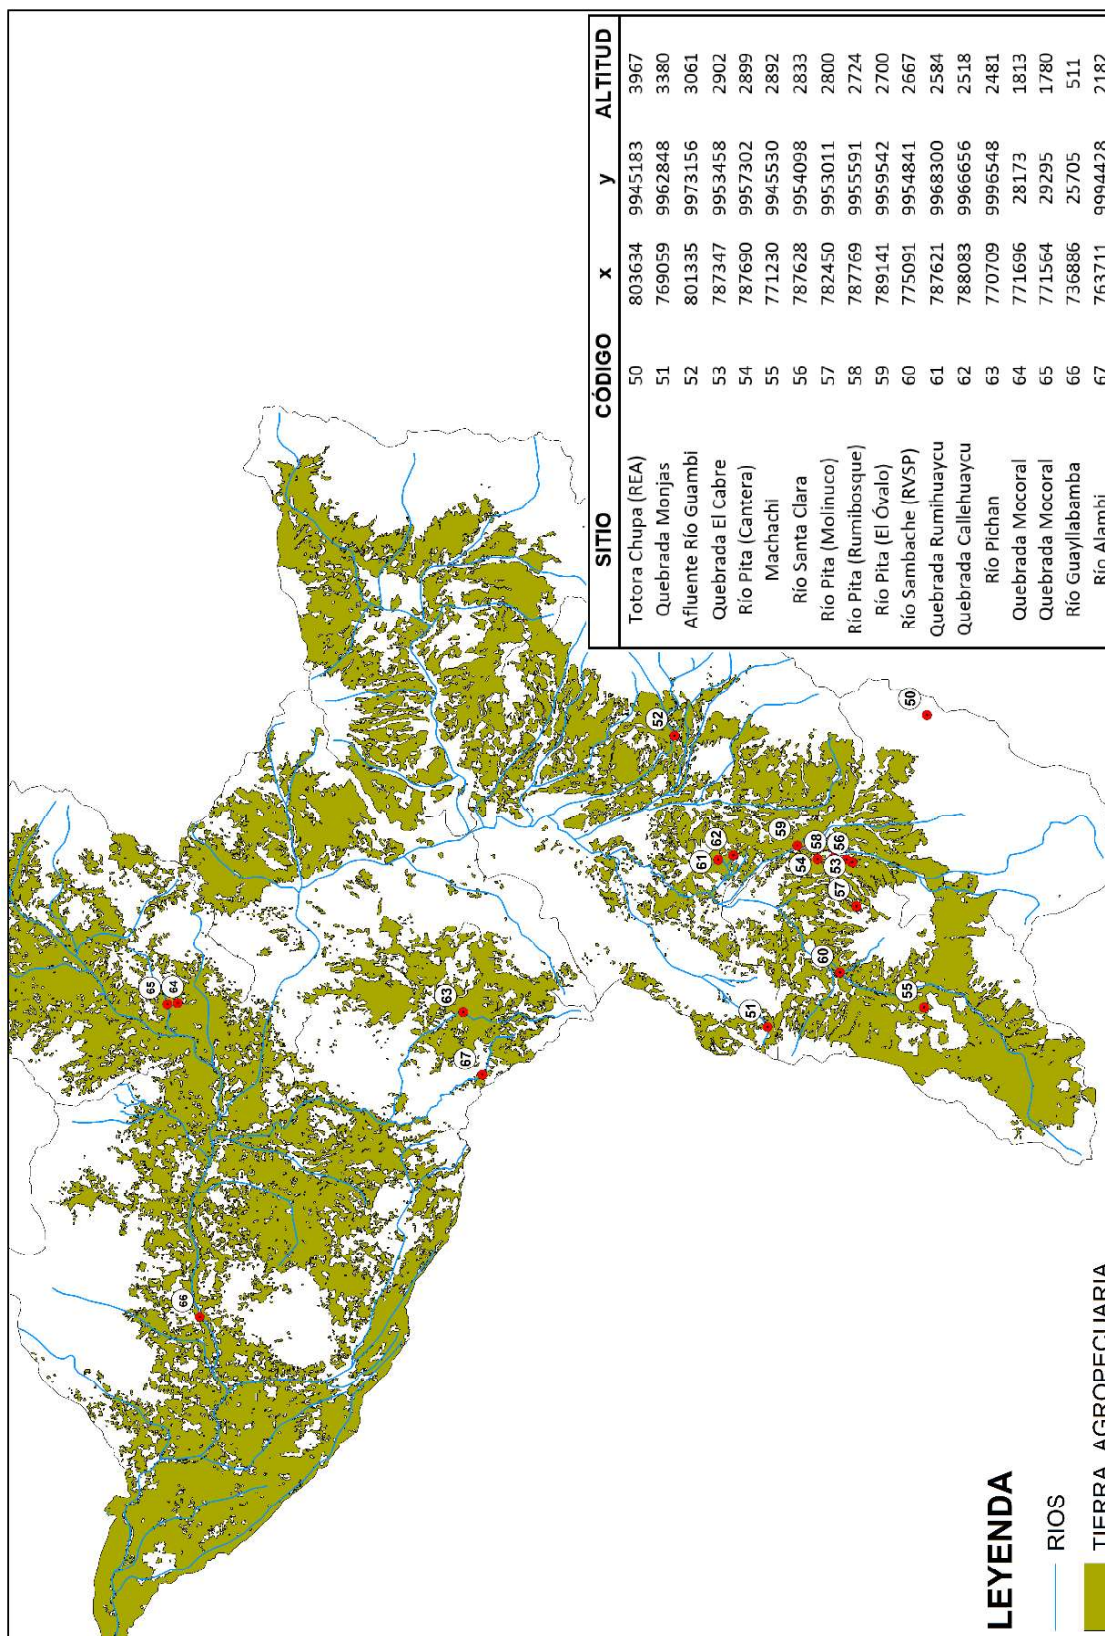 SITIO CÓDIGO x y ALTITUD
Totora Chupa (REA) 50 803634 9945183 3967
Quebrada Monjas 51 769059 9962848 3380
Afluente Río Guambi 52 801335 9973156 3061
Quebrada El Cabre 53 787347 9953458 2902
Río Pita (Cantera) 54 787690 9957302 2899
Machachi 55 771230 9945530 2892
Río Santa Clara 56 787628 9954098 2833
Río Pita (Molinuco) 57 782450 9953011 2800
Río Pita (Rumibosque) 58 787769 9955591 2724
Río Pita (El Óvalo) 59 789141 9959542 2700
Río Sambache (RVSP) 60 775091 9954841 2667
Quebrada Rumihuaycu 61 787621 9968300 2584
Quebrada Callehuaycu 62 788083 9966656 2518
Río Pichan 63 770709 9996548 2481
Quebrada Mocoral 64 771696 28173 1813
Quebrada Mocoral 65 771564 29295 1780
Río Guayllabamba 66 736886 25705 511
Río Alambi 67 763711 9994428 2182
65
64
66
63
67
52
61
62
59
54
58
53
56
57
60
51
55
50
LEYENDA
RIOS
TIERRA AGROPECUARIA